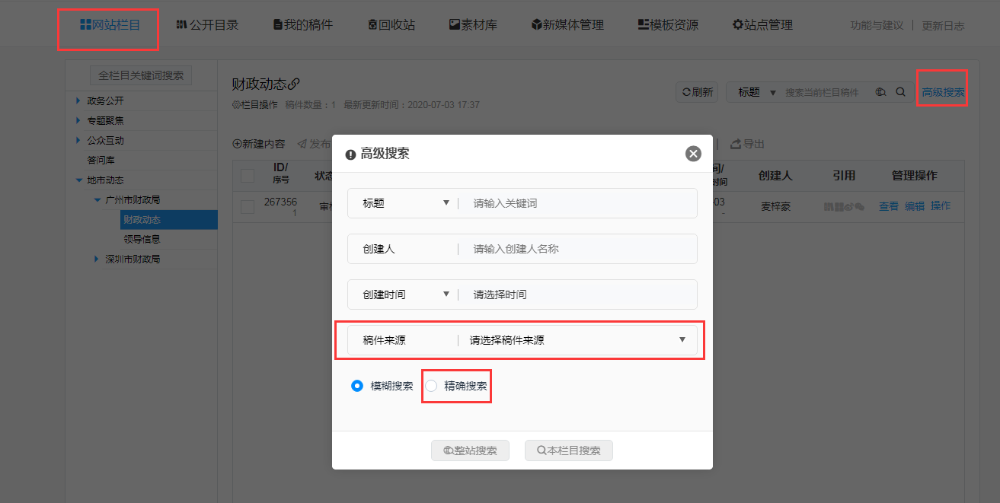 网站栏目 公开目录 我的稿件 回收站 素材库 新媒体管理 模板资源 站点管理 功能与建议 | 更新日志
全栏目关键词搜索
政务公开
专题聚焦
公众互动
答问库
地市动态
广州市财政局
财政动态
领导信息
深圳市财政局
财政动态
栏目操作 稿件数量：1 最新更新时间：2020-07-03 17:37
刷新 标题 搜索当前栏目稿件 高级搜索
新建内容 发布 导出
ID/ 间/
序号 状态 时间 创建人 引用 管理操作
267356 审 -03 麦梓豪 查看 编辑 操作
1 -
高级搜索
标题 请输入关键词
创建人 请输入创建人名称
创建时间 请选择时间
稿件来源 请选择稿件来源
模糊搜索 精确搜索
整站搜索 本栏目搜索